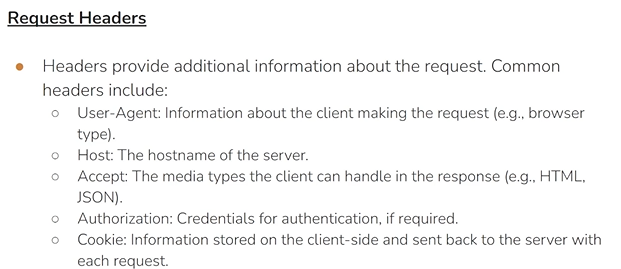 Request Headers
● Headers provide additional information about the request. Common
headers include:
○ User-Agent: Information about the client making the request (e.g., browser
type).
○ Host: The hostname of the server.
○ Accept: The media types the client can handle in the response (e.g., HTML,
JSON).
○ Authorization: Credentials for authentication, if required.
○ Cookie: Information stored on the client-side and sent back to the server with
each request.